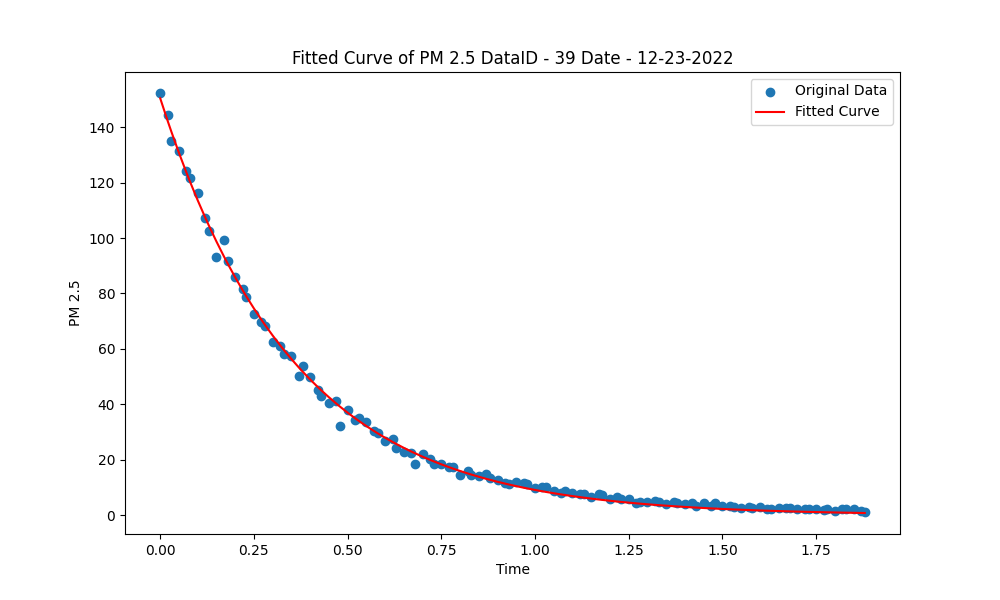 Fitted Curve of PM 2.5 DataID - 39 Date - 12-23-2022
Original Data
Fitted Curve
140
120
100
80
60
40
20
0
PM 2.5
0.00 0.25 0.50 0.75 1.00 1.25 1.50 1.75
Time